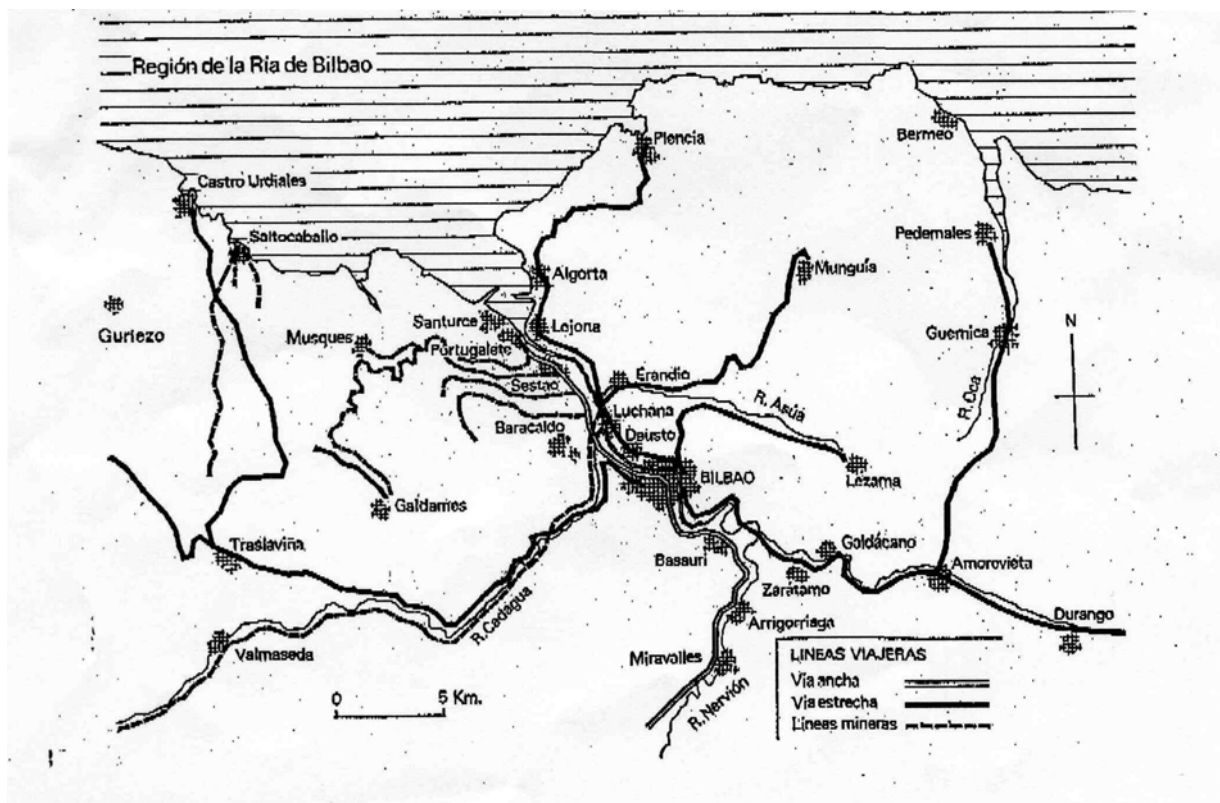 Región de la Ría de Bilbao
Plencia
Bermeo
Castro Urdiales
Saltocaballo
Pedernales
Algorta
Munguía
Guriezo
Santurce
Lejona
Guernica
N
Musques
Portugalete
Sestao
Erandio
R. Asúa
R. Oca
Luchana
Baracaldo
Deusto
BILBAO
Lezama
Galdames
Traslaviña
Basauri
Galdácano
Zarátamo
Amorovieta
R. Cadagua
Arrigorriaga
Durango
Valmaseda
Miravalles
R. Nervión
0 5 Km.
LINEAS VIAJERAS
Vía ancha
Vía estrecha
Líneas mineras